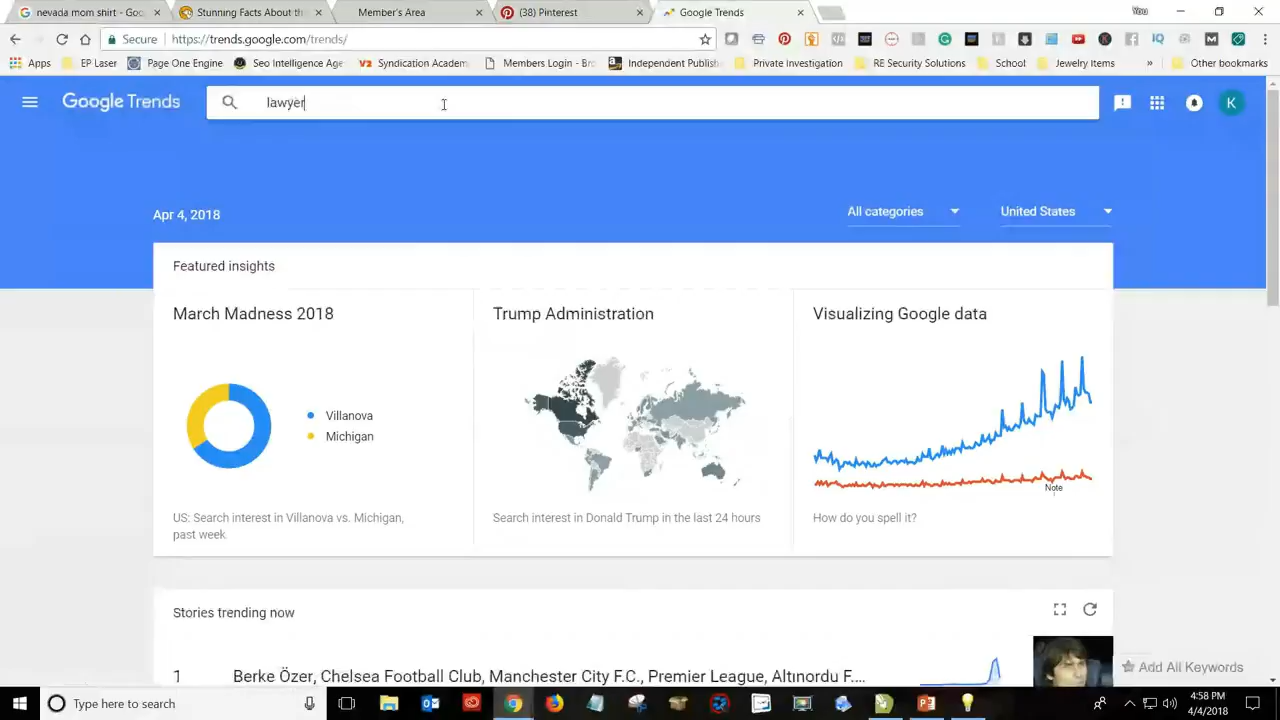 nevada mom shirt - Goo
Stunning Facts About th
Member's Area
(38) Pinterest
Google Trends
You
Secure
https://trends.google.com/trends/
Apps
EP Laser
Page One Engine
Seo Intelligence Age
V2 Syndication Academ
Members Login - Bro
Independent Publish
Private Investigation
RE Security Solutions
School
Jewelry Items
»
Other bookmarks
Google Trends
lawyer
K
Apr 4, 2018
All categories
United States
Featured insights
March Madness 2018
Trump Administration
Visualizing Google data
Villanova
Michigan
Note
US: Search interest in Villanova vs. Michigan,
past week
Search interest in Donald Trump in the last 24 hours
How do you spell it?
Stories trending now
1
Berke Özer, Chelsea Football Club, Manchester City F.C., Premier League, Altınordu F....
Add All Keywords
Type here to search
4:58 PM
4/4/2018